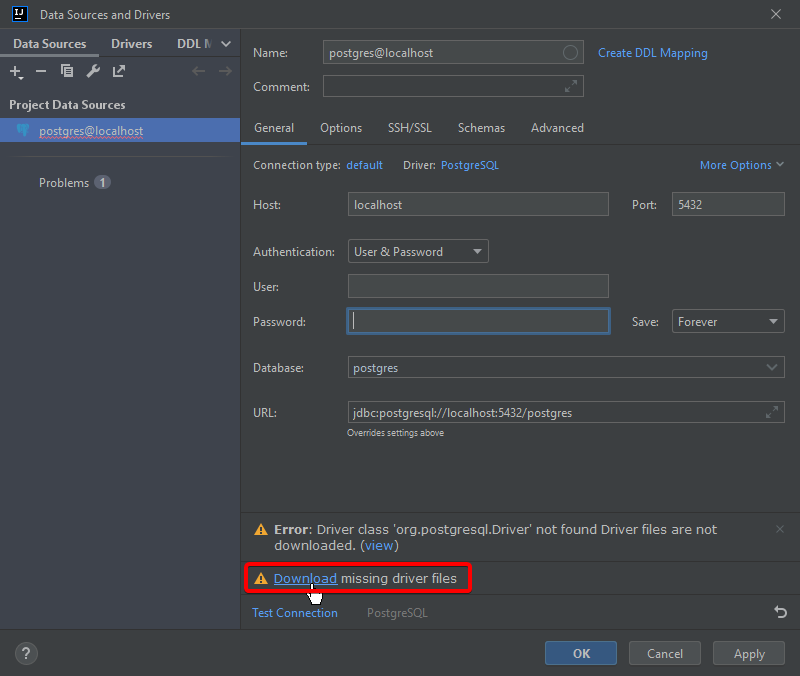 IJ
Data Sources and Drivers
Data Sources
Drivers
DDL M
Project Data Sources
postgres@localhost
Problems 1
Name: postgres@localhost Create DDL Mapping
Comment:
General Options SSH/SSL Schemas Advanced
Connection type: default Driver: PostgreSQL More Options
Host: localhost Port: 5432
Authentication: User & Password
User:
Password: Save: Forever
Database: postgres
URL: jdbc:postgresql://localhost:5432/postgres
Overrides settings above
Error: Driver class 'org.postgresql.Driver' not found Driver files are not
downloaded. (view)
Download missing driver files
Test Connection PostgreSQL
? OK Cancel Apply